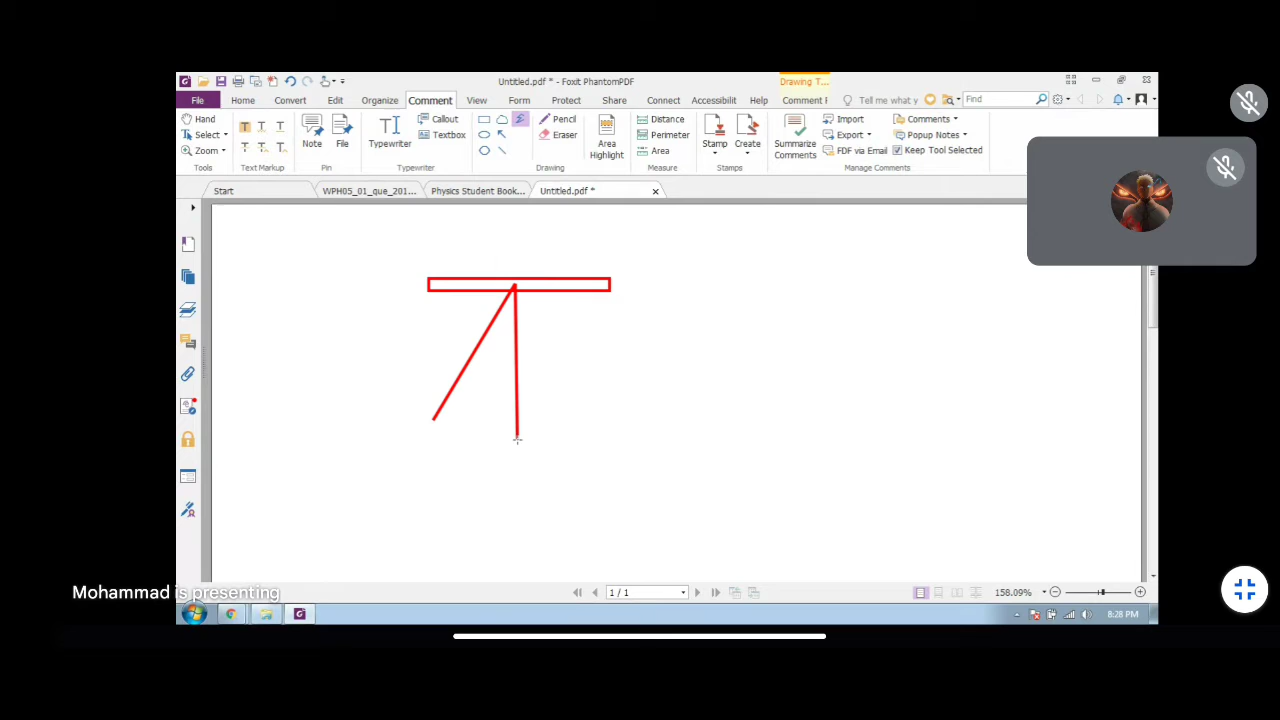 Untitled.pdf * - Foxit PhantomPDF
Drawing T...
File Home Convert Edit Organize Comment View Form Protect Share Connect Accessibilit Help Comment F Tell me what y Find
Hand Callout Pencil Distance Import Comments
Select Textbox Eraser Perimeter Export Popup Notes
Zoom Note File Typewriter Area Highlight Area Stamp Create Summarize Comments FDF via Email Keep Tool Selected
Tools Text Markup Pin Typewriter Drawing Measure Stamps Manage Comments
Start WPH05_01_que_201... Physics Student Book... Untitled.pdf *
Mohammad is presenting
1 / 1 158.09%
8:28 PM